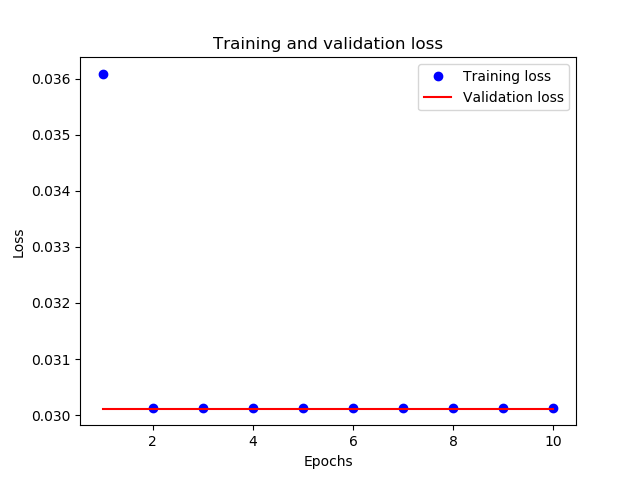 Training and validation loss
Training loss
Validation loss
0.036
0.035
0.034
0.033
0.032
0.031
0.030
Loss
2 4 6 8 10
Epochs